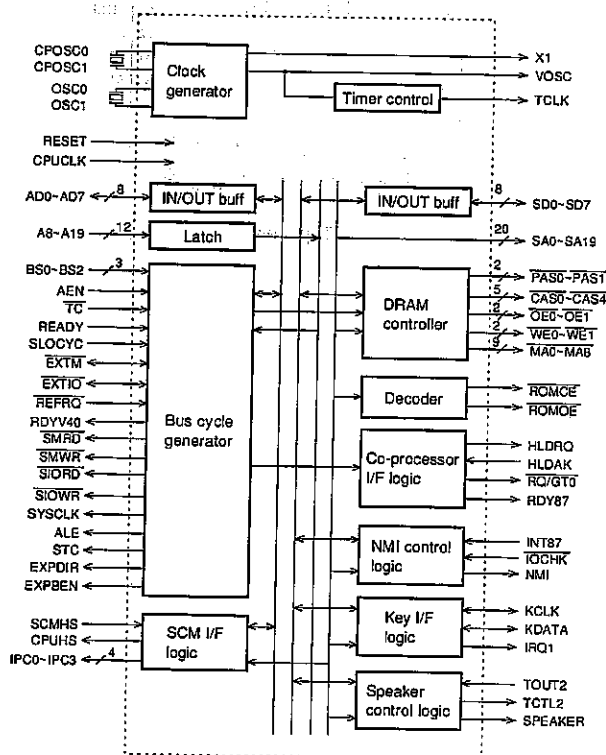 CPOSC0
CPOSC1
OSC0
OSC1
Clock
generator
X1
VOSC
Timer control
TCLK
RESET
CPUCLK
AD0~AD7
8
IN/OUT buff
IN/OUT buff
8
SD0~SD7
A8~A19
12
Latch
20
SA0~SA19
BS0~BS2
3
AEN
TC
READY
SLOCYC
EXTM
EXTIO
REFRQ
RDYV40
SMRD
SMWR
SIORD
SIOWR
SYSCLK
ALE
STC
EXPDIR
EXPBEN
Bus cycle
generator
DRAM
controller
2
PAS0~PAS1
5
CAS0~CAS4
2
OE0~OE1
2
WE0~WE1
9
MA0~MA8
Decoder
ROMCE
ROMOE
Co-processor
I/F logic
HLDRQ
HLDAK
RQ/GT0
RDY87
NMI control
logic
INT87
IOCHK
NMI
SCMHS
CPUHS
IPC0~IPC3
4
SCM I/F
logic
Key I/F
logic
KCLK
KDATA
IRQ1
Speaker
control logic
TOUT2
TCTL2
SPEAKER